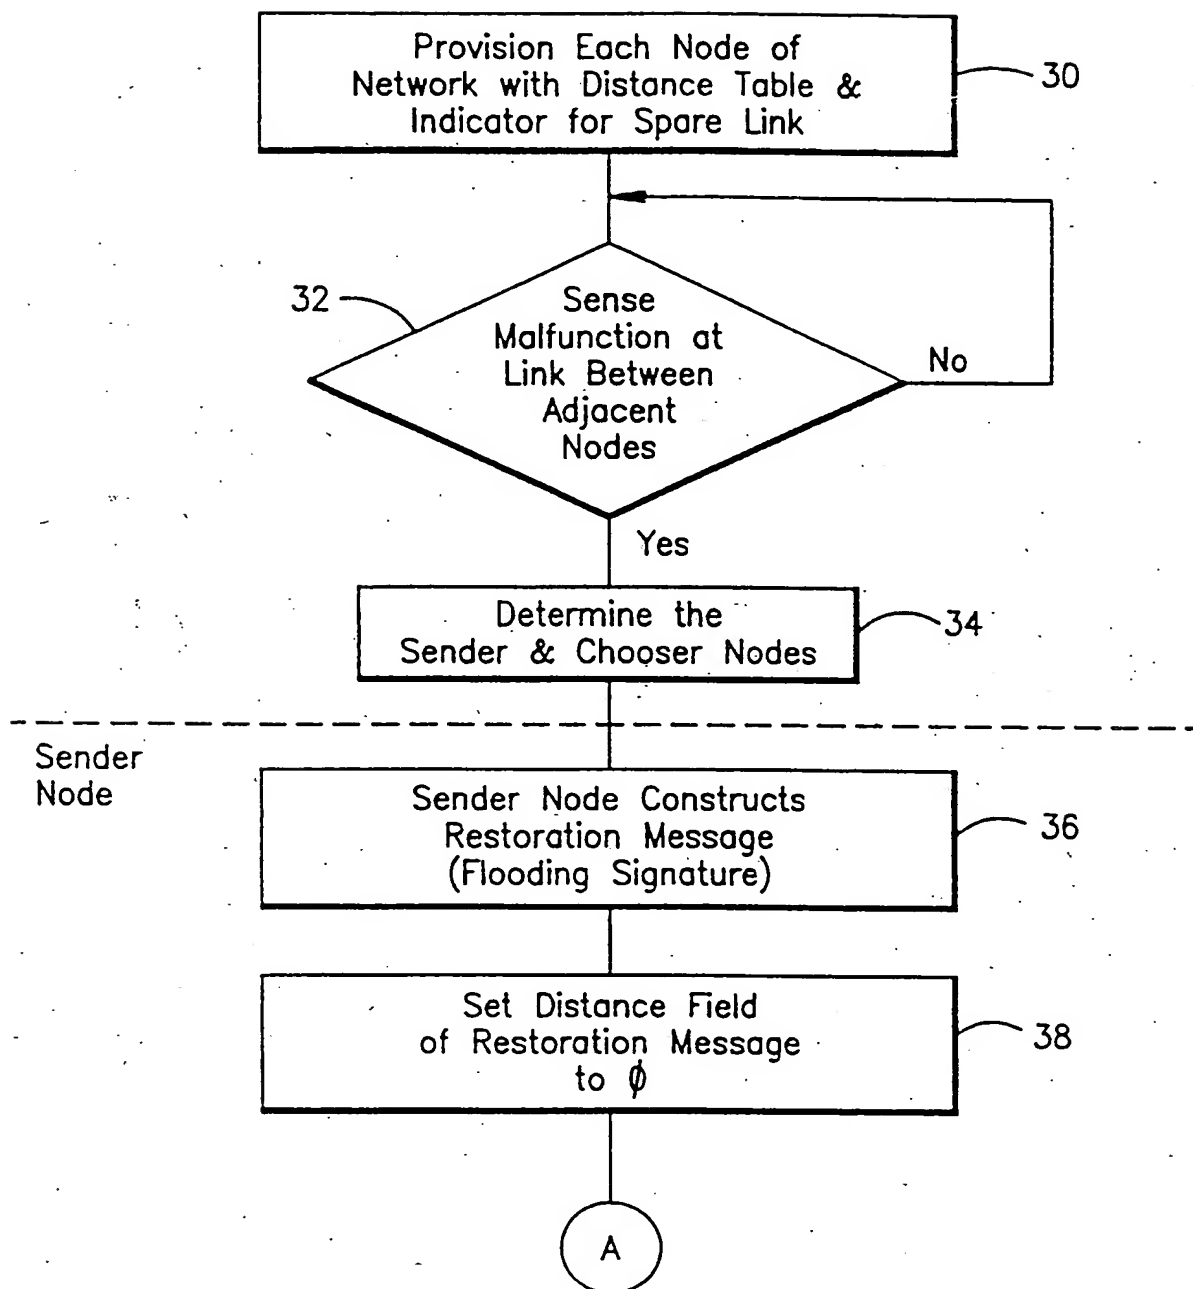 Provision Each Node of
Network with Distance Table &
Indicator for Spare Link
30
32
Sense
Malfunction at
Link Between
Adjacent
Nodes
No
Yes
Determine the
Sender & Chooser Nodes
34
Sender
Node
Sender Node Constructs
Restoration Message
(Flooding Signature)
36
Set Distance Field
of Restoration Message
to ϕ
38
A